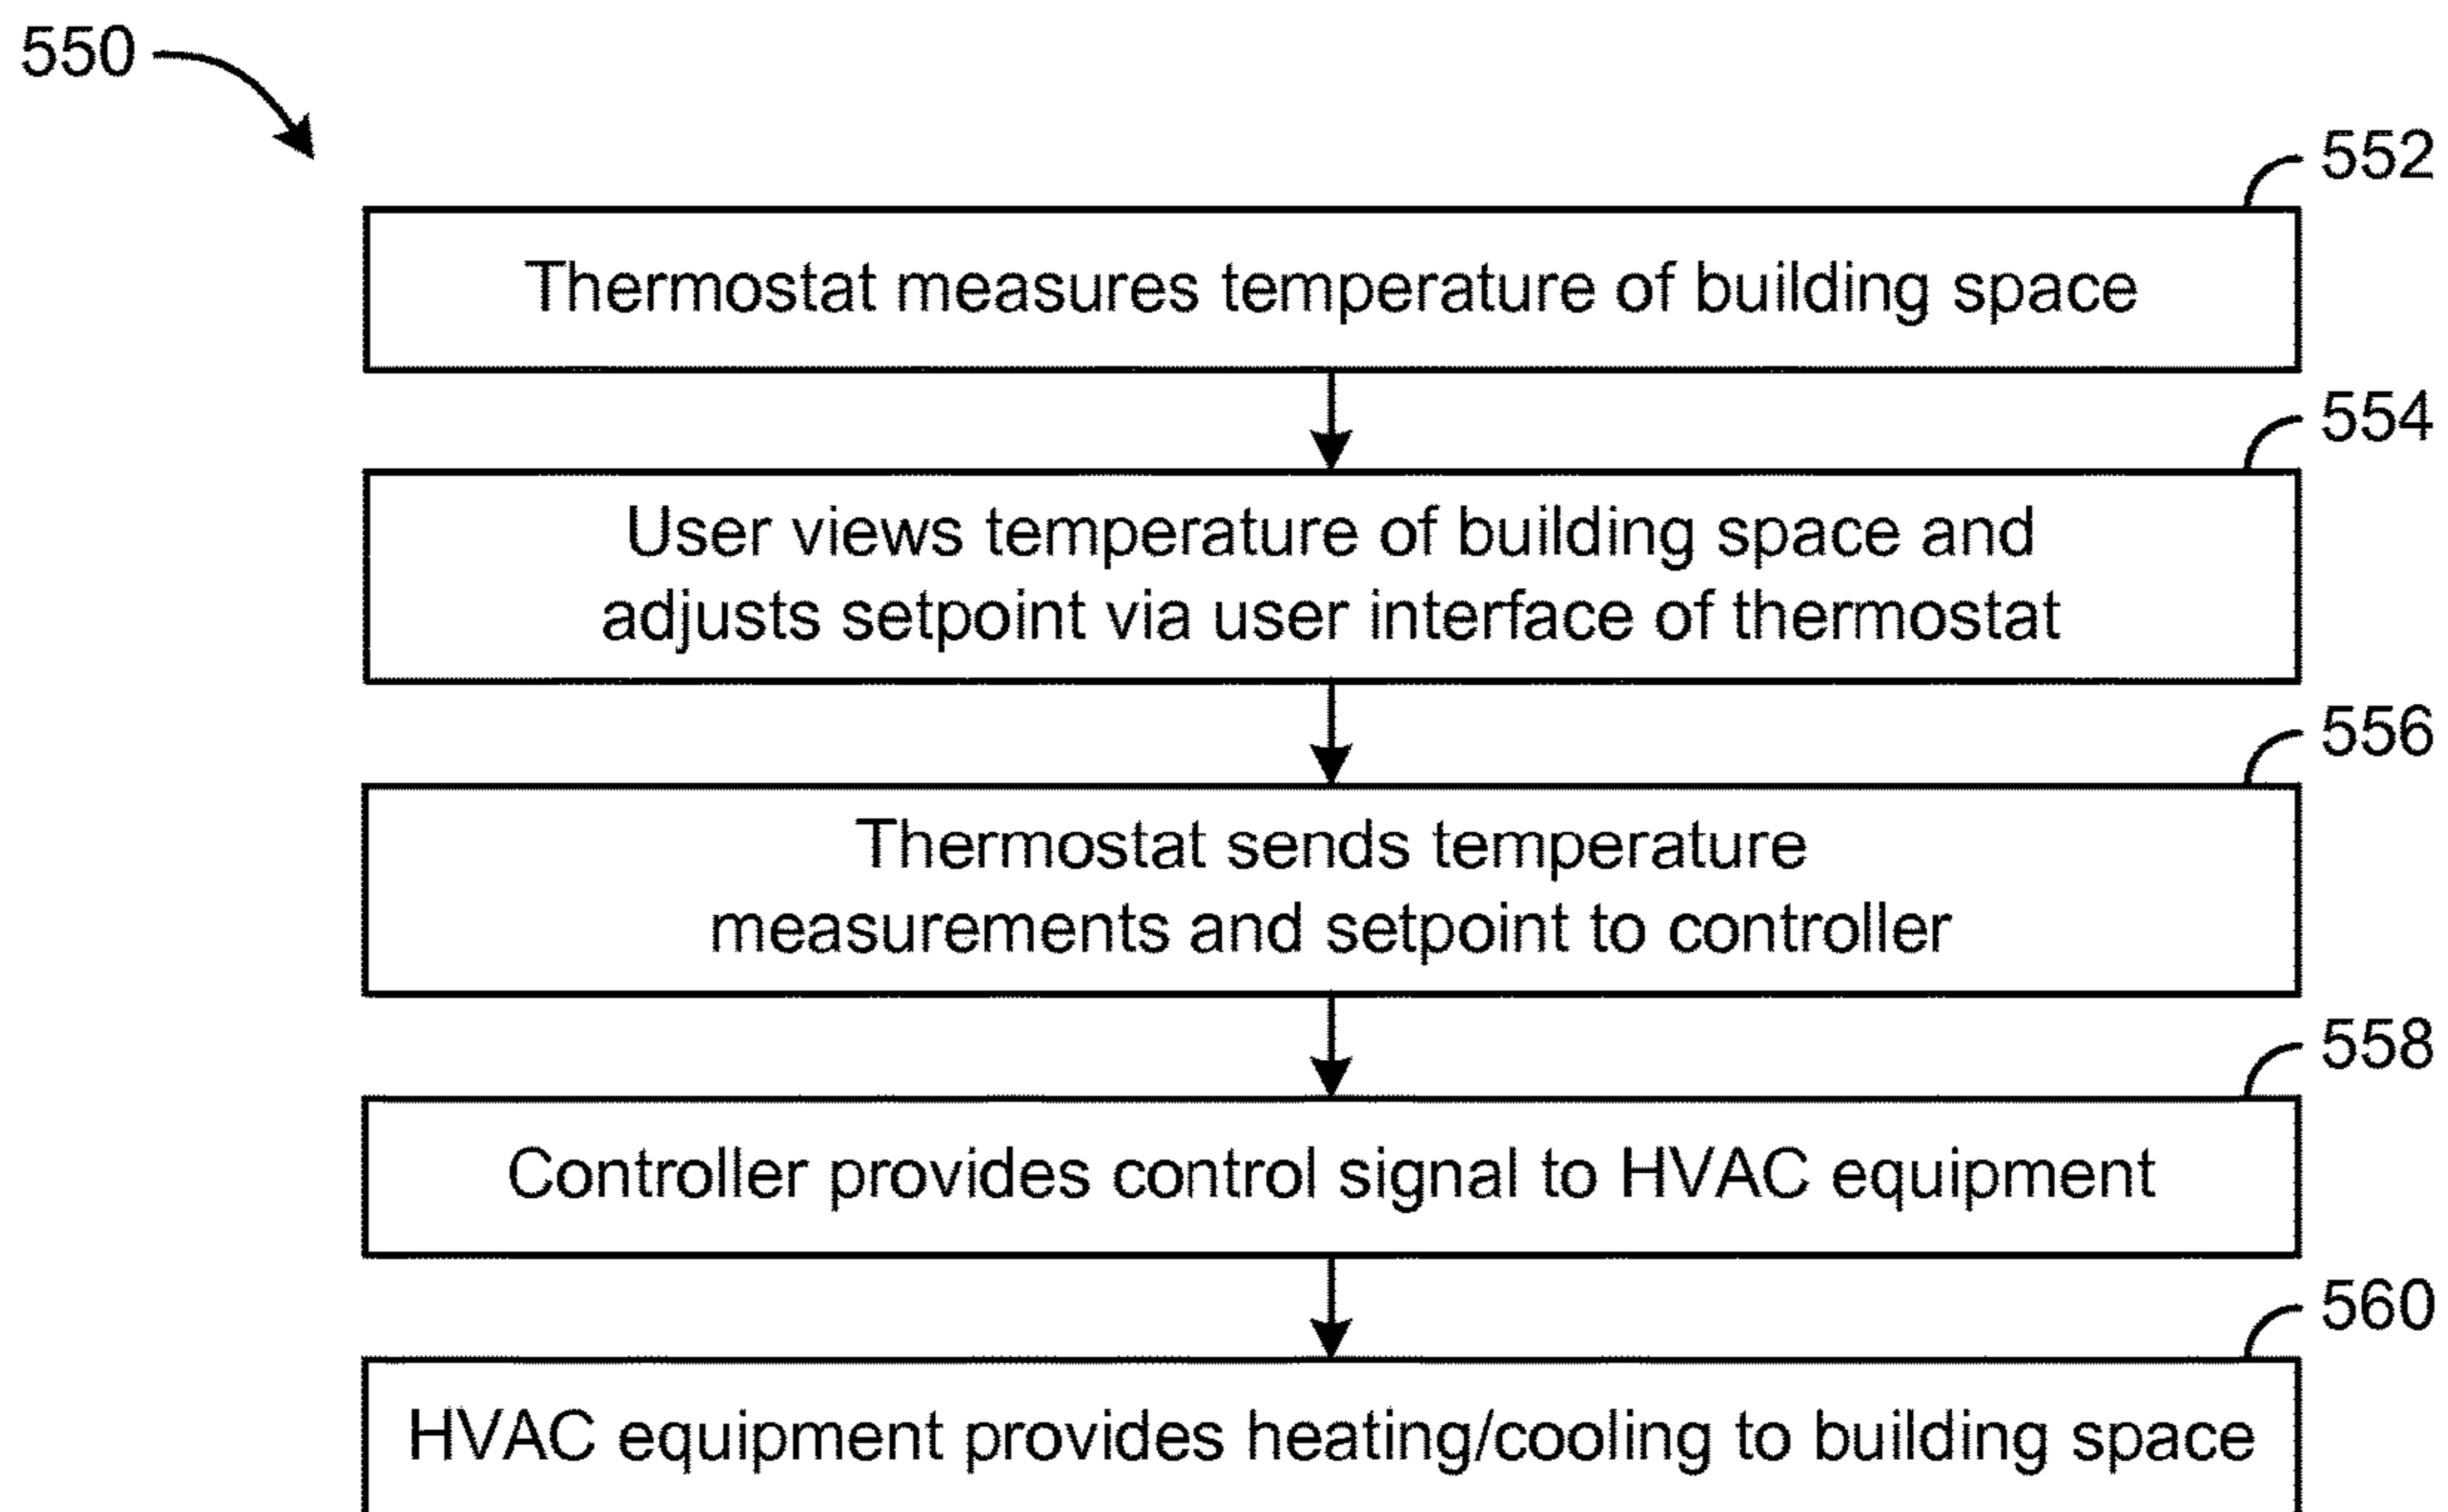 550
552
Thermostat measures temperature of building space
554
User views temperature of building space and
adjusts setpoint via user interface of thermostat
556
Thermostat sends temperature
measurements and setpoint to controller
558
Controller provides control signal to HVAC equipment
560
HVAC equipment provides heating/cooling to building space